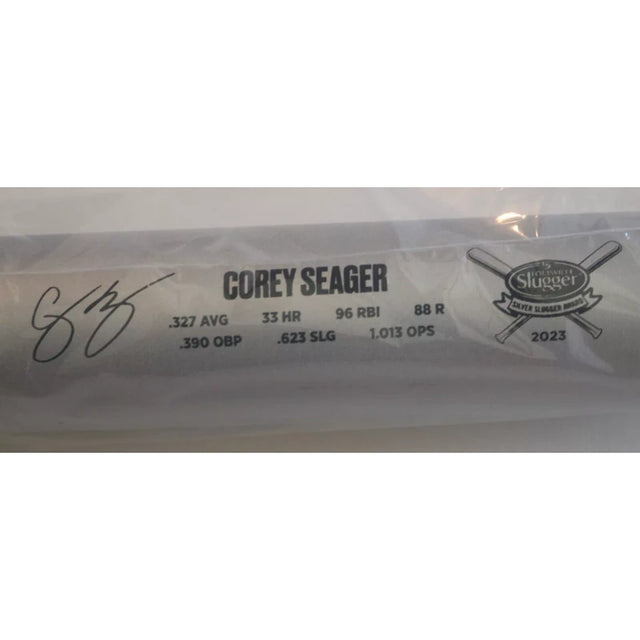 COREY SEAGER
.327 AVG 33 HR 96 RBI 88 R
.390 OBP .623 SLG 1.013 OPS
LOUISVILLE
Slugger
SILVER SLUGGER AWARD
2023